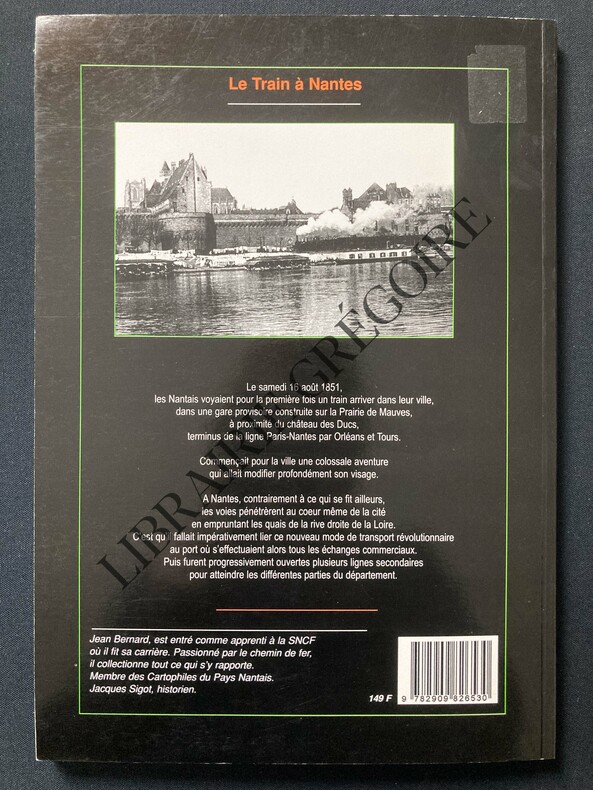 Le Train à Nantes
Le samedi 16 août 1851,
les Nantais voyaient pour la première fois un train arriver dans leur ville,
dans une gare provisoire construite sur la Prairie de Mauves,
à proximité du château des Ducs,
terminus de la ligne Paris-Nantes par Orléans et Tours.
Commençait pour la ville une colossale aventure
qui allait modifier profondément son visage.
A Nantes, contrairement à ce qui se fit ailleurs,
les voies pénétrèrent au coeur même de la cité
en empruntant les quais de la rive droite de la Loire.
C'est qu'il fallait impérativement lier ce nouveau mode de transport révolutionnaire
au port où s'effectuaient alors tous les échanges commerciaux.
Puis furent progressivement ouvertes plusieurs lignes secondaires
pour atteindre les différentes parties du département.
Jean Bernard, est entré comme apprenti à la SNCF
où il fit sa carrière. Passionné par le chemin de fer,
il collectionne tout ce qui s'y rapporte.
Membre des Cartophiles du Pays Nantais.
Jacques Sigot, historien.
149 F
9 782909 826530
LIBRAIRIE GRÉGOIRE